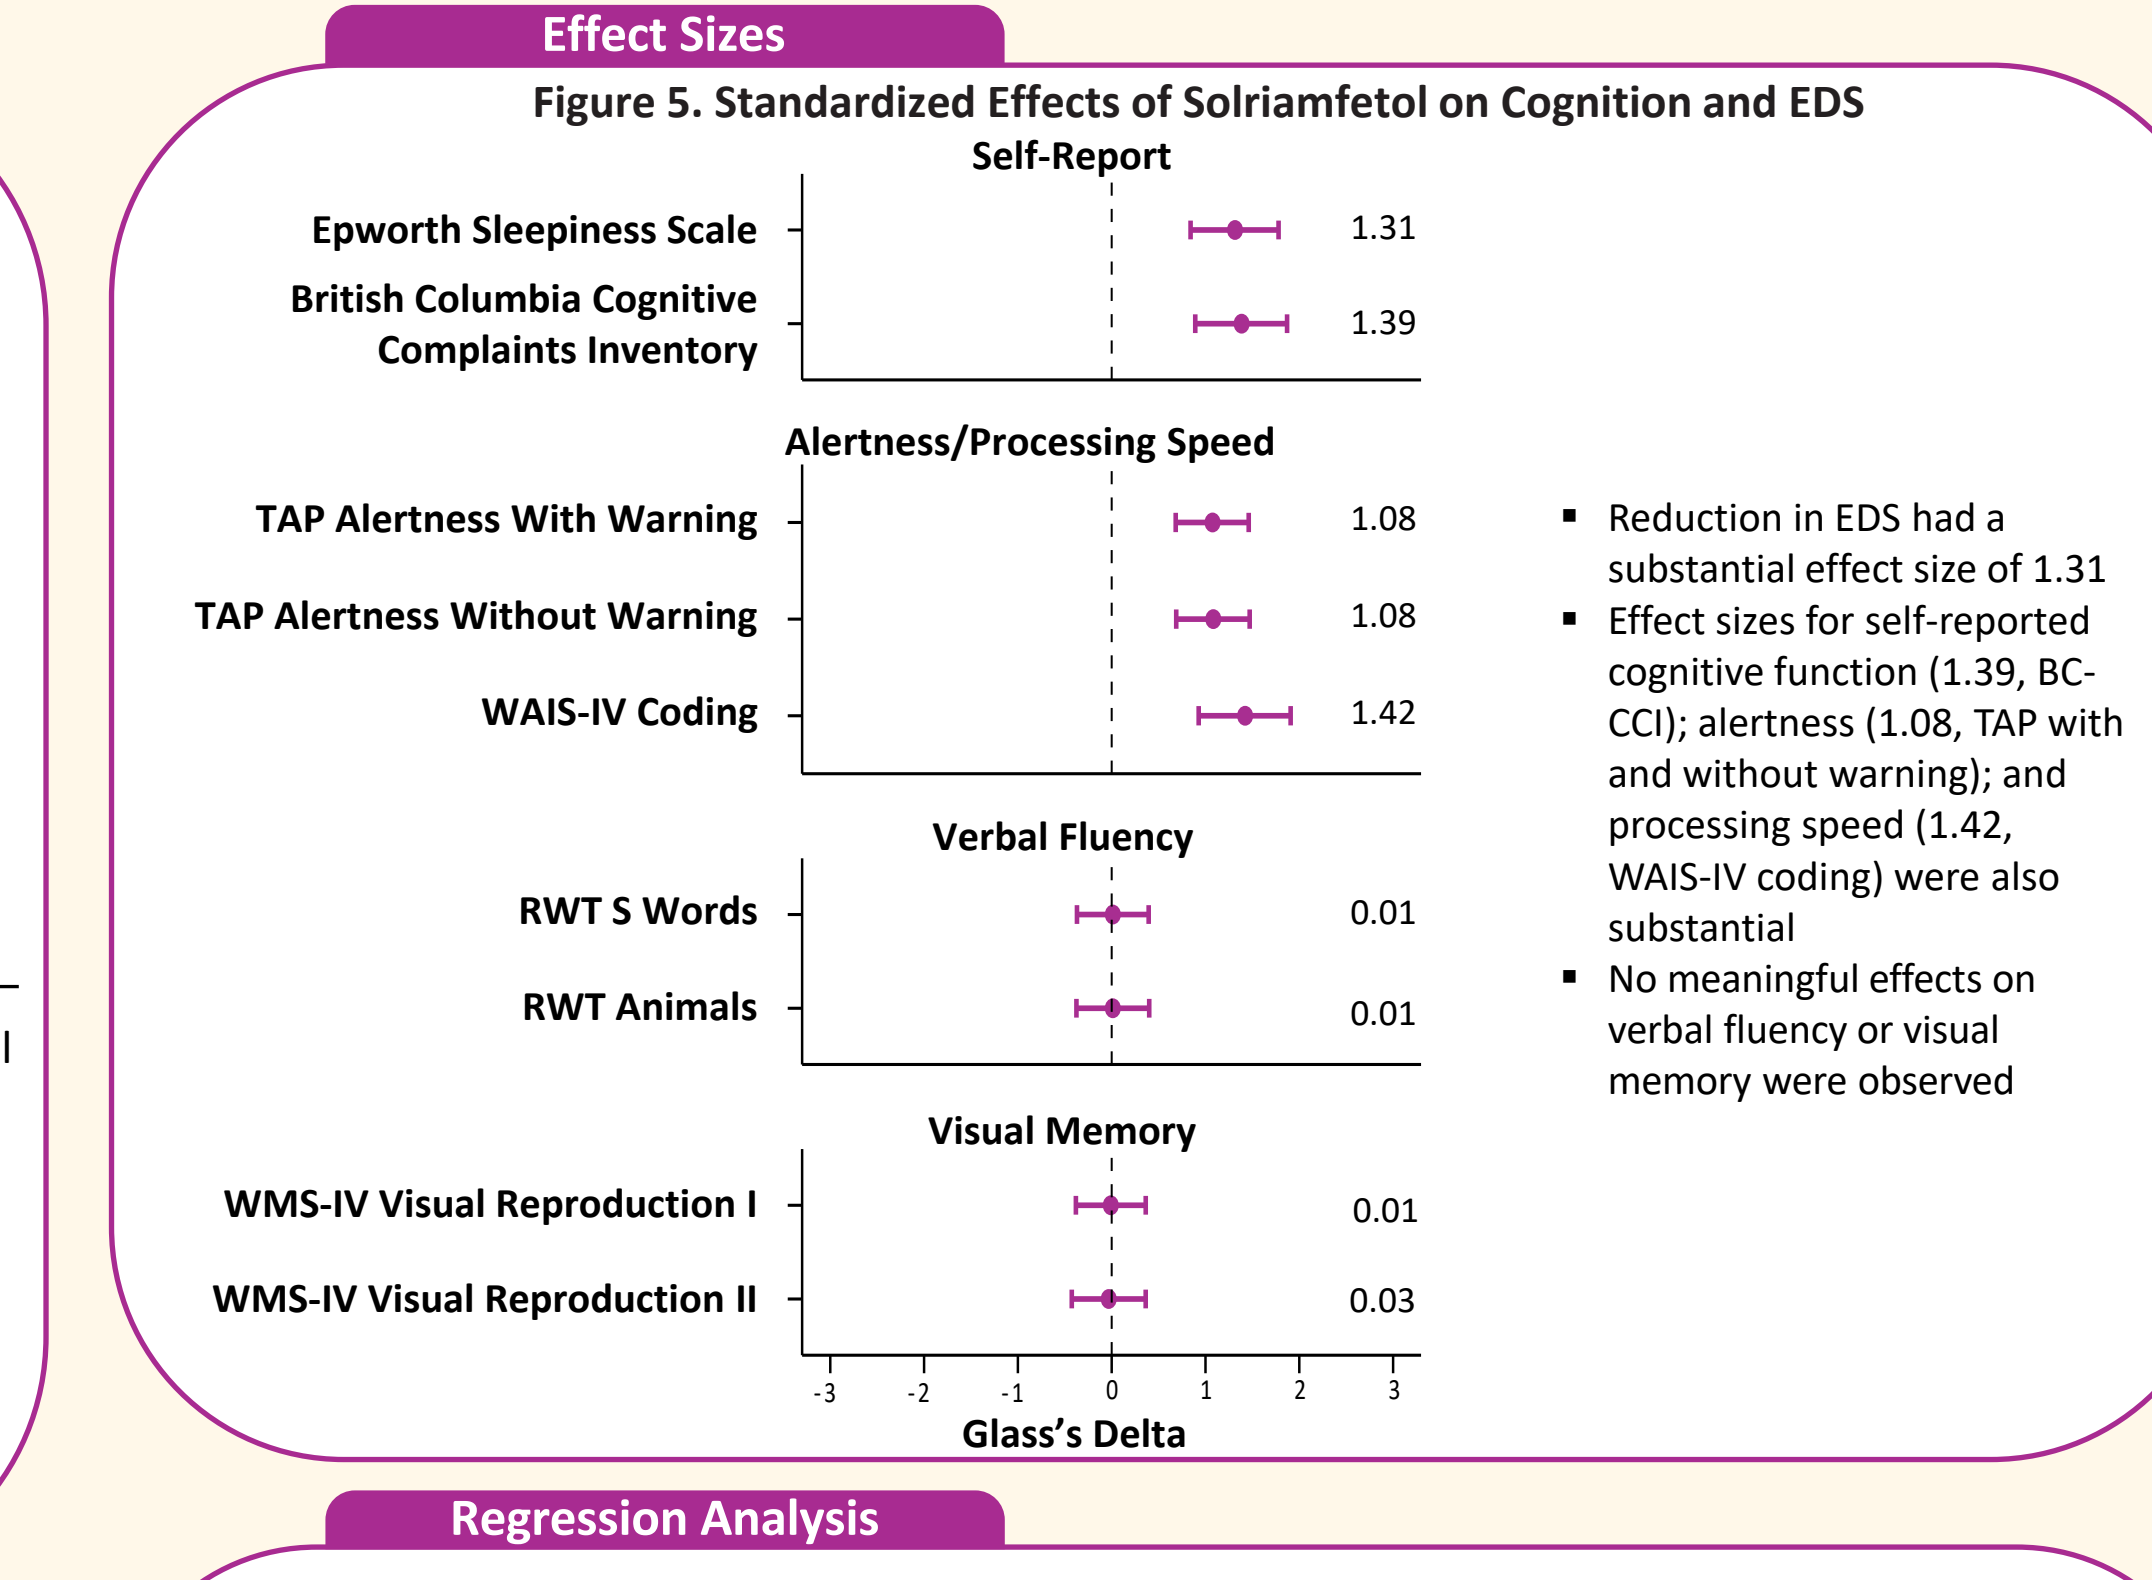 Effect Sizes
Figure 5. Standardized Effects of Solriamfetol on Cognition and EDS
Self-Report
Epworth Sleepiness Scale
1.31
British Columbia Cognitive
Complaints Inventory
1.39
Alertness/Processing Speed
TAP Alertness With Warning
1.08
TAP Alertness Without Warning
1.08
WAIS-IV Coding
1.42
Verbal Fluency
RWT S Words
0.01
RWT Animals
0.01
Visual Memory
WMS-IV Visual Reproduction I
0.01
WMS-IV Visual Reproduction II
0.03
-3 -2 -1 0 1 2 3
Glass’s Delta
▪ Reduction in EDS had a
substantial effect size of 1.31
▪ Effect sizes for self-reported
cognitive function (1.39, BC-
CCI); alertness (1.08, TAP with
and without warning); and
processing speed (1.42,
WAIS-IV coding) were also
substantial
▪ No meaningful effects on
verbal fluency or visual
memory were observed
Regression Analysis